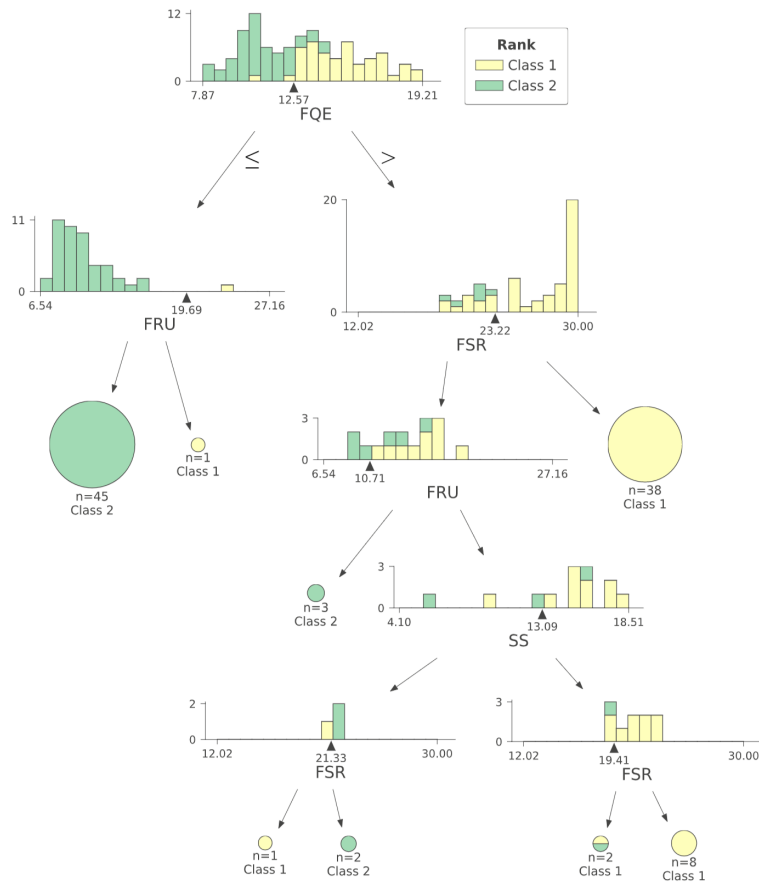 12
0
7.87
12.57
19.21
FQE
Rank
Class 1
Class 2
≤
>
11
0
6.54
19.69
27.16
FRU
20
0
12.02
23.22
30.00
FSR
n=45
Class 2
n=1
Class 1
3
0
6.54
10.71
27.16
FRU
n=38
Class 1
n=3
Class 2
3
0
4.10
13.09
18.51
SS
2
0
12.02
21.33
30.00
FSR
3
0
12.02
19.41
30.00
FSR
n=1
Class 1
n=2
Class 2
n=2
Class 1
n=8
Class 1